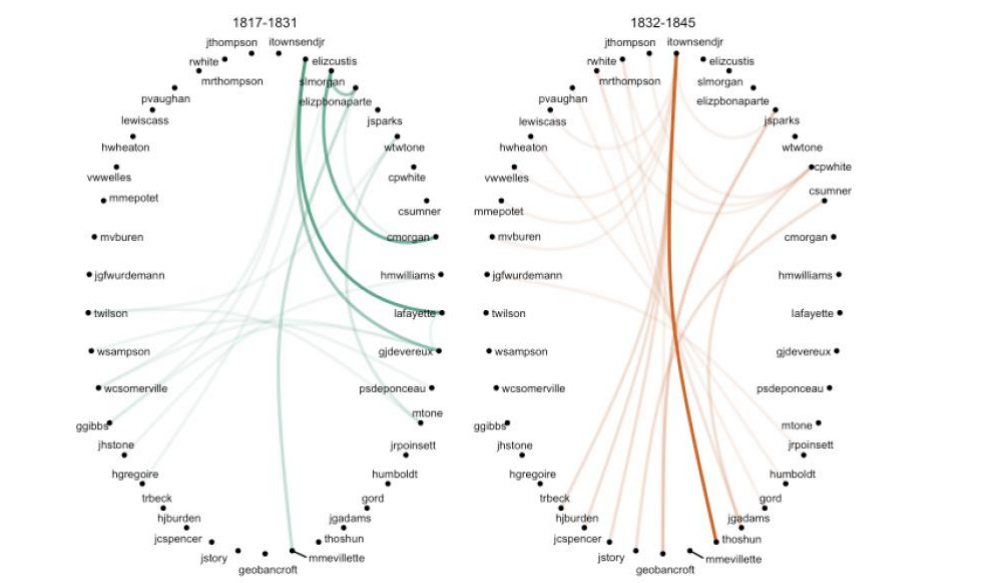 1817-1831
jthompson
itownsendjr
rwhite
elizcustis
mrthompson
slmorgan
pvaughan
elizpbonaparte
lewiscass
jsparks
hwheaton
wtwtone
vwwelles
cpwhite
mmepotet
csumner
mvburen
cmorgan
jgfwurdemann
hmwilliams
twilson
lafayette
wsampson
gjdevereux
wcsomerville
psdeponceau
ggibbs
mtone
jhstone
jrpoinsett
hgregoire
humboldt
trbeck
gord
hjburden
jgadams
jcspencer
thoshun
jstory
mmevillette
geobancroft
1832-1845
jthompson
itownsendjr
rwhite
elizcustis
mrthompson
slmorgan
pvaughan
elizpbonaparte
lewiscass
jsparks
hwheaton
wtwtone
cpwhite
vwwelles
csumner
mmepotet
mvburen
cmorgan
jgfwurdemann
hmwilliams
twilson
lafayette
wsampson
gjdevereux
wcsomerville
psdeponceau
ggibbs
mtone
jhstone
jrpoinsett
hgregoire
humboldt
trbeck
gord
hjburden
jgadams
jcspencer
thoshun
jstory
mmevillette
geobancroft